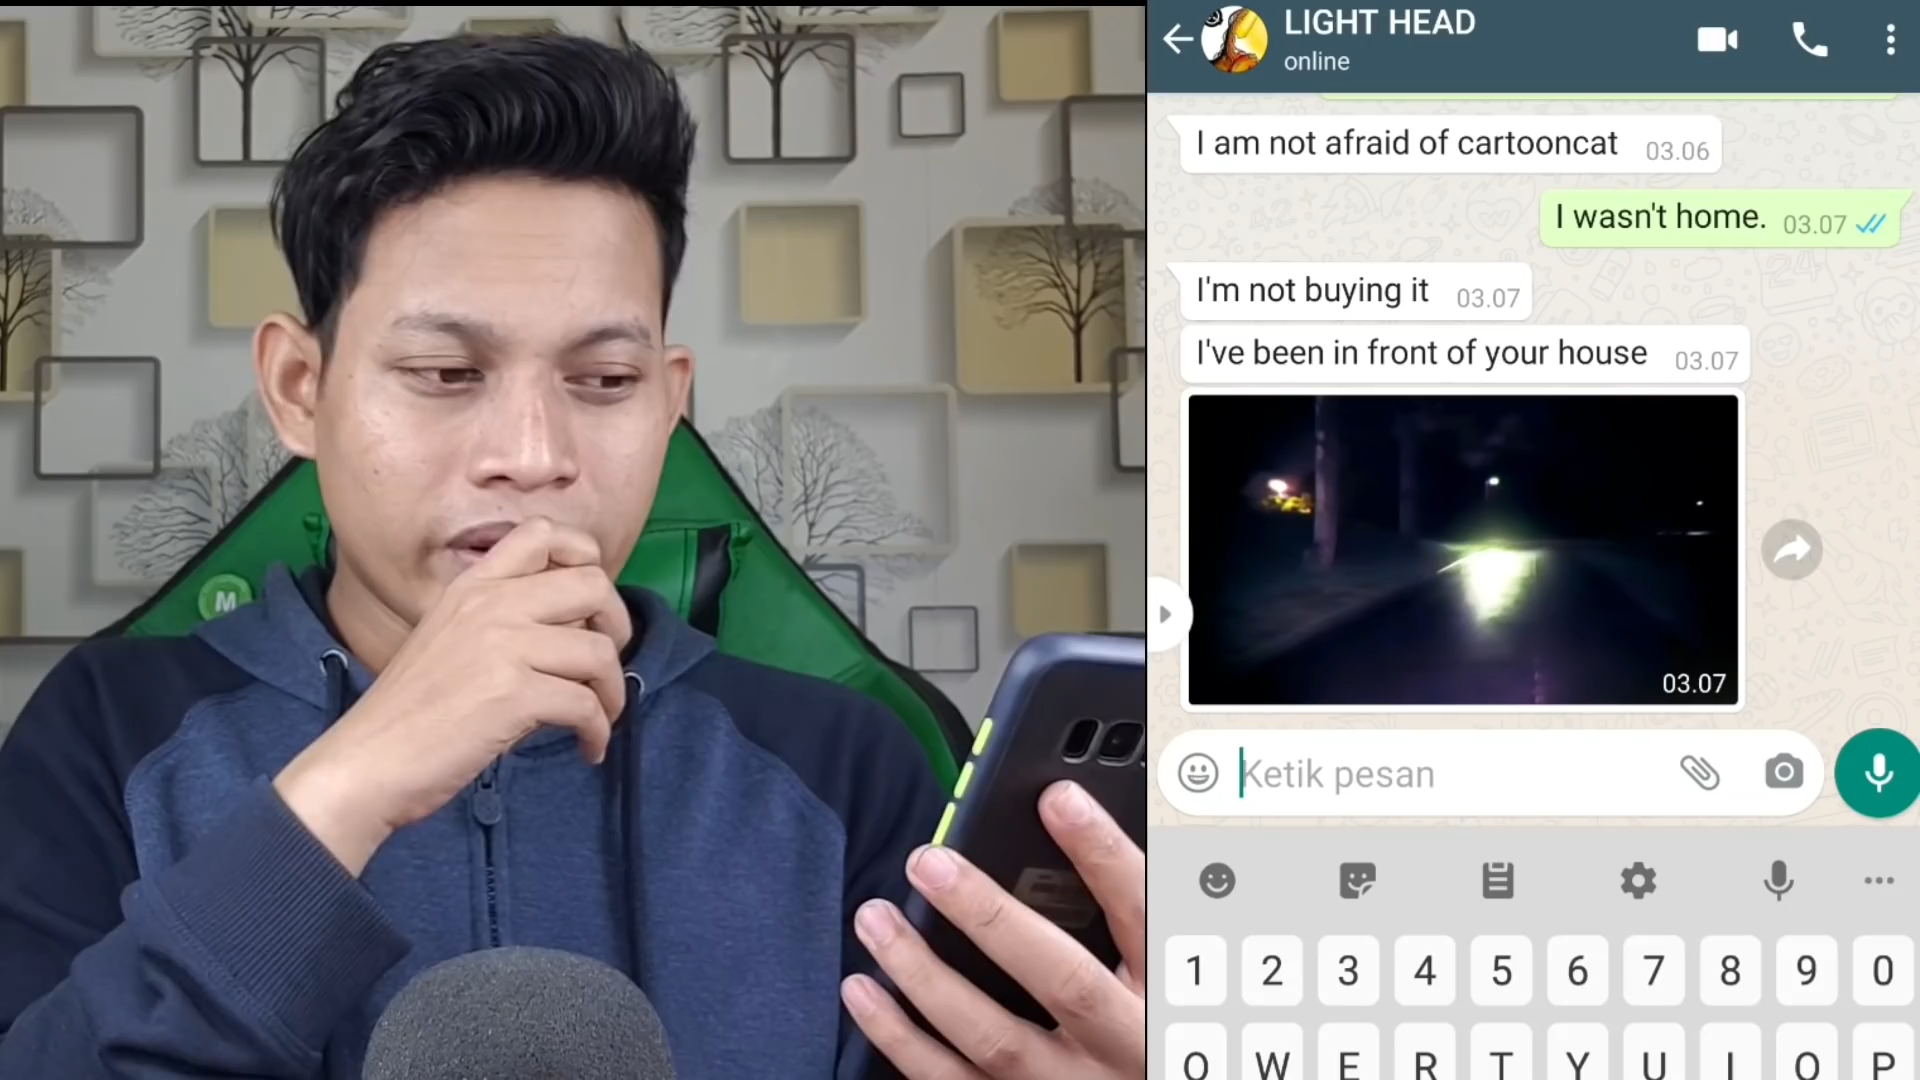 LIGHT HEAD
online
I am not afraid of cartooncat 03.06
I wasn't home. 03.07
I'm not buying it 03.07
I've been in front of your house 03.07
03.07
Ketik pesan
1 2 3 4 5 6 7 8 9 0
Q W E R T Y U I O P
M